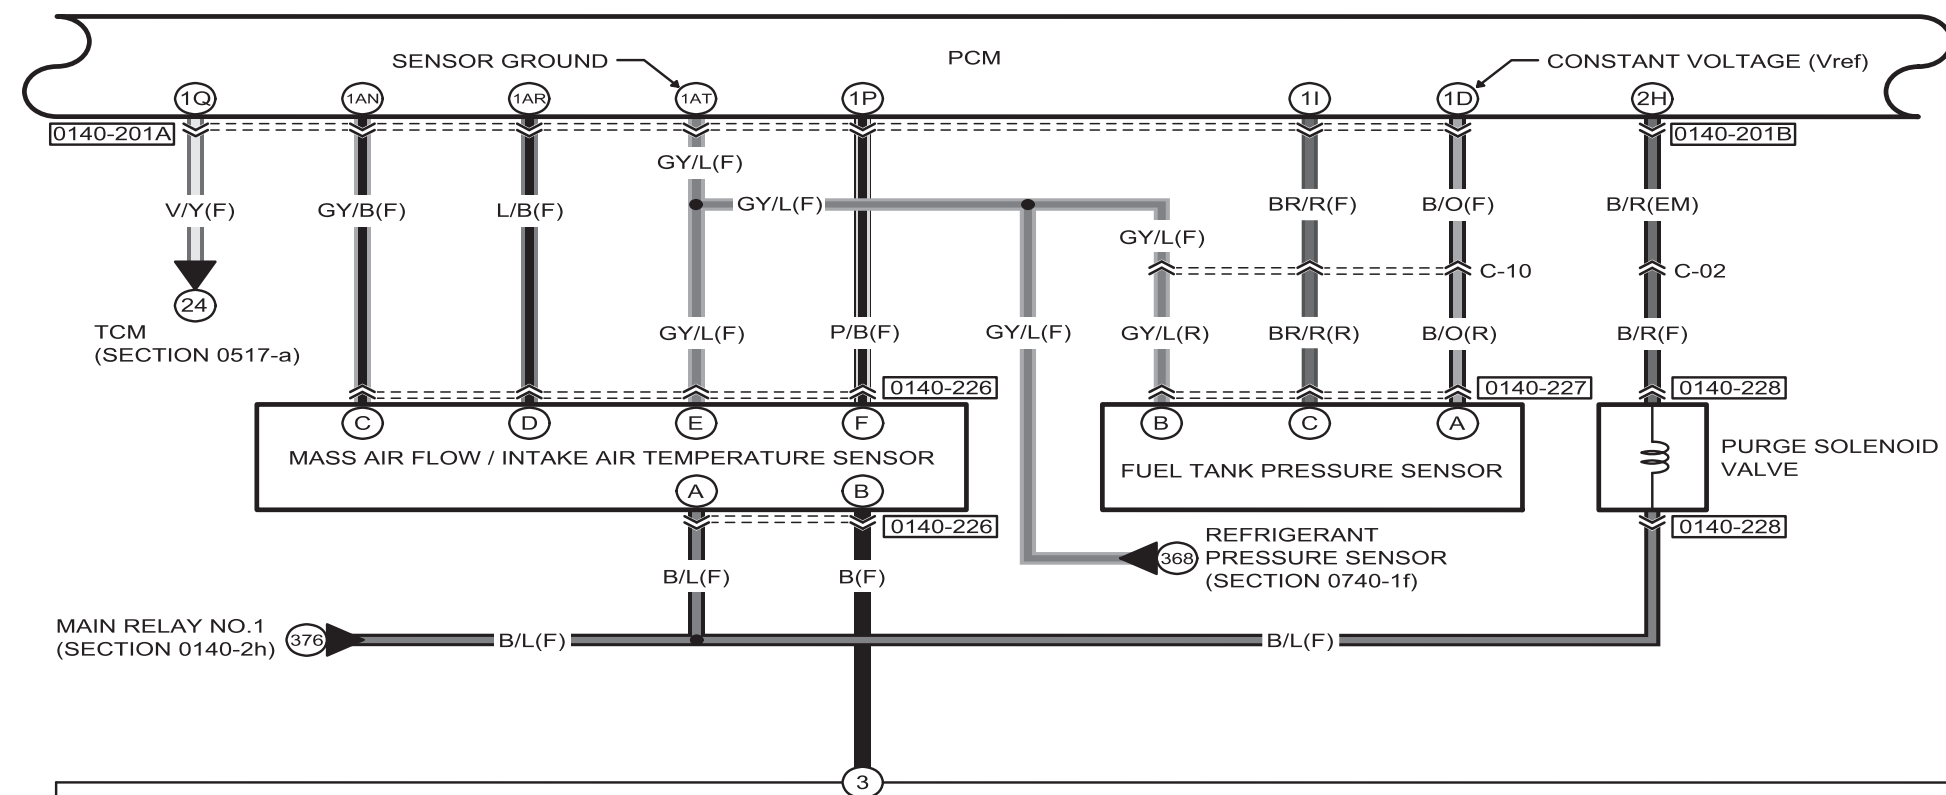 SENSOR GROUND
PCM
CONSTANT VOLTAGE (Vref)
1Q
1AN
1AR
1AT
1P
1I
1D
2H
0140-201A
0140-201B
GY/L(F)
V/Y(F)
GY/B(F)
L/B(F)
GY/L(F)
BR/R(F)
B/O(F)
B/R(EM)
GY/L(F)
C-10
C-02
24
TCM
(SECTION 0517-a)
GY/L(F)
P/B(F)
GY/L(F)
GY/L(R)
BR/R(R)
B/O(R)
B/R(F)
0140-226
0140-227
0140-228
C
D
E
F
B
C
A
MASS AIR FLOW / INTAKE AIR TEMPERATURE SENSOR
FUEL TANK PRESSURE SENSOR
PURGE SOLENOID
VALVE
A
B
0140-226
0140-228
REFRIGERANT
368
PRESSURE SENSOR
(SECTION 0740-1f)
B/L(F)
B(F)
MAIN RELAY NO.1
(SECTION 0140-2h)
376
B/L(F)
B/L(F)
3